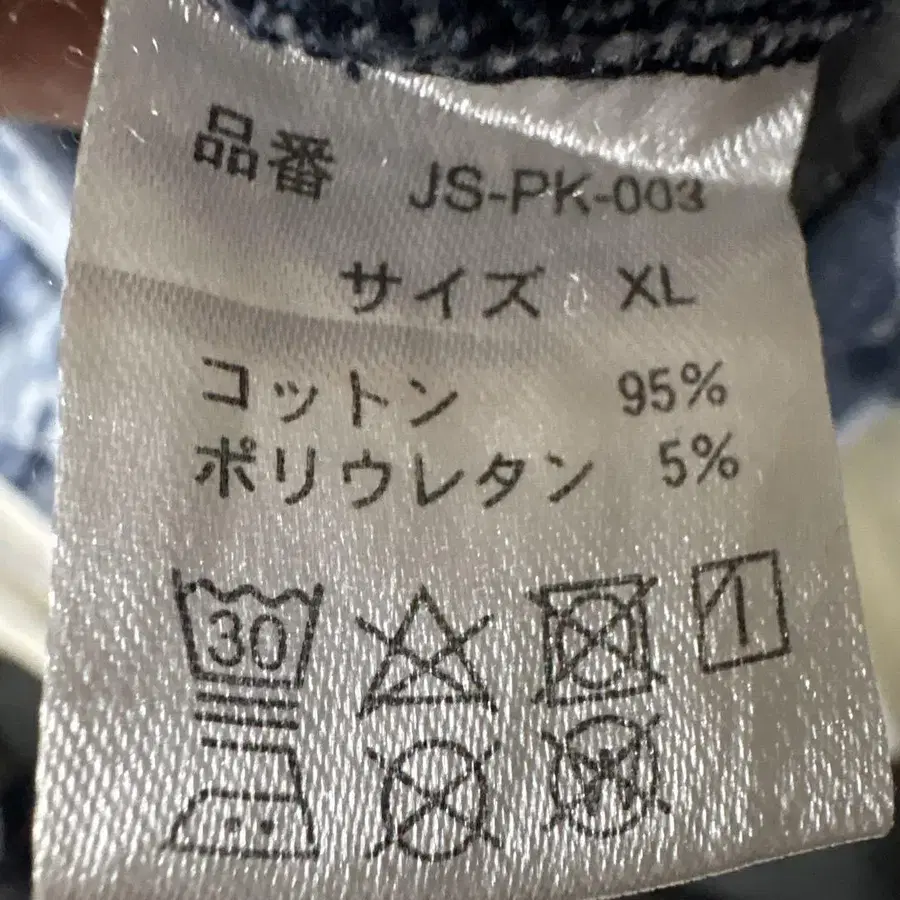 品番 JS-PK-003
サイズ XL
コットン 95%
ポリウレタン 5%
30